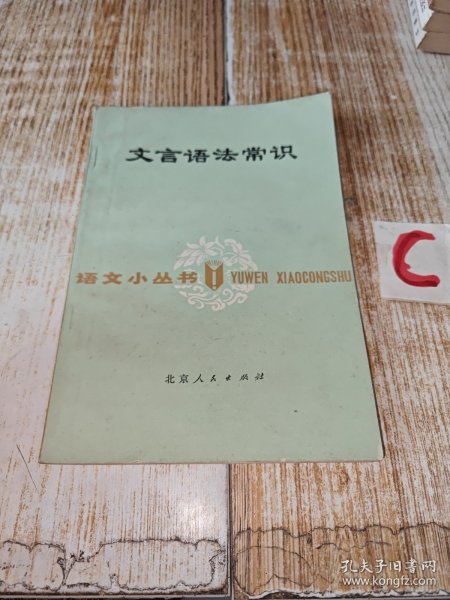 文言语法常识
语文小丛书 YUWEN XIAOCONGSHU
北京人民出版社
C
孔夫子旧书网
www.kongfz.com